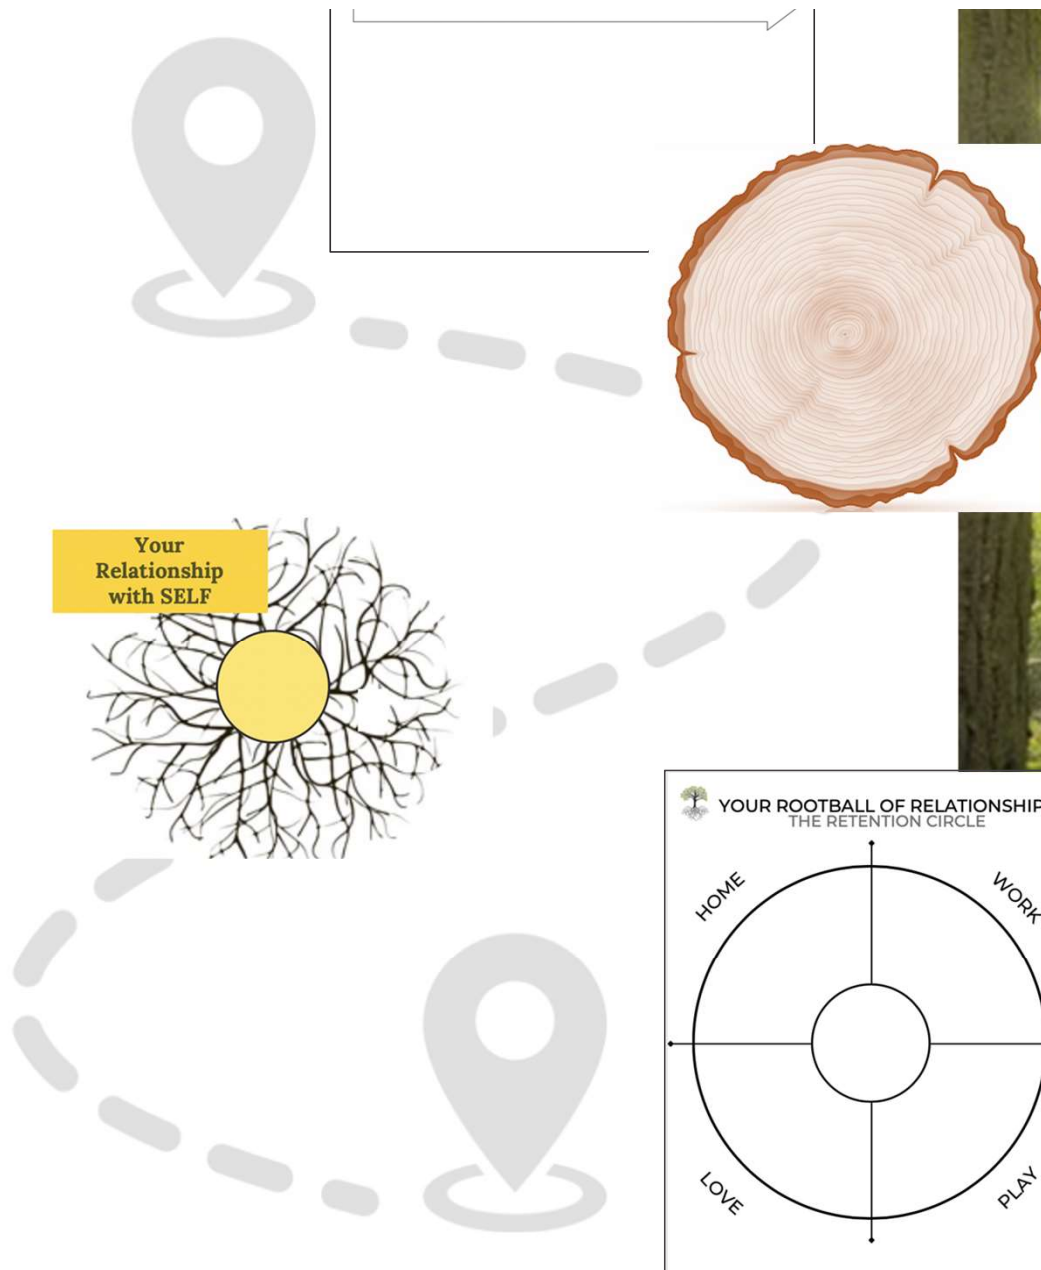 Your
Relationship
with SELF
YOUR ROOTBALL OF RELATIONSHIP
THE RETENTION CIRCLE
HOME
WORK
LOVE
PLAY